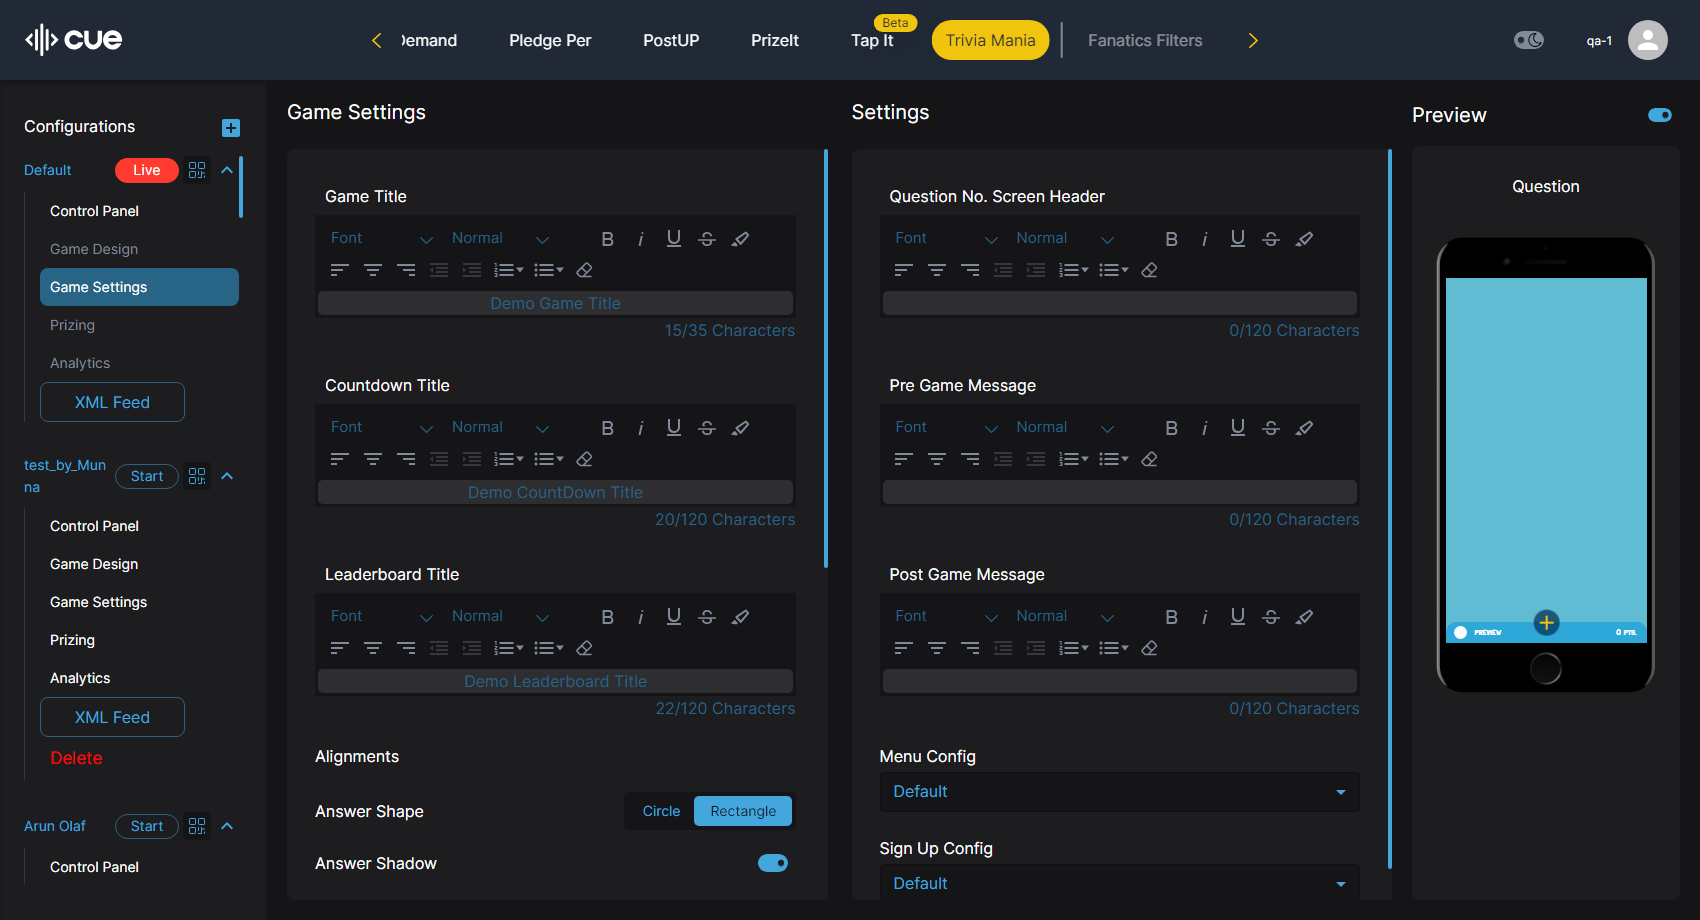 cue
Demand
Pledge Per
PostUP
PrizeIt
Tap It
Beta
Trivia Mania
Fanatics Filters
qa-1
Configurations
Default
Live
Control Panel
Game Design
Game Settings
Prizing
Analytics
XML Feed
test_by_Mun
na
Start
Control Panel
Game Design
Game Settings
Prizing
Analytics
XML Feed
Delete
Arun Olaf
Start
Control Panel
Game Settings
Game Title
Font
Normal
Demo Game Title
15/35 Characters
Countdown Title
Font
Normal
Demo CountDown Title
20/120 Characters
Leaderboard Title
Font
Normal
Demo Leaderboard Title
22/120 Characters
Alignments
Answer Shape
Circle
Rectangle
Answer Shadow
Settings
Question No. Screen Header
Font
Normal
0/120 Characters
Pre Game Message
Font
Normal
0/120 Characters
Post Game Message
Font
Normal
0/120 Characters
Menu Config
Default
Sign Up Config
Default
Preview
Question
PREVIEW
0 PTS.